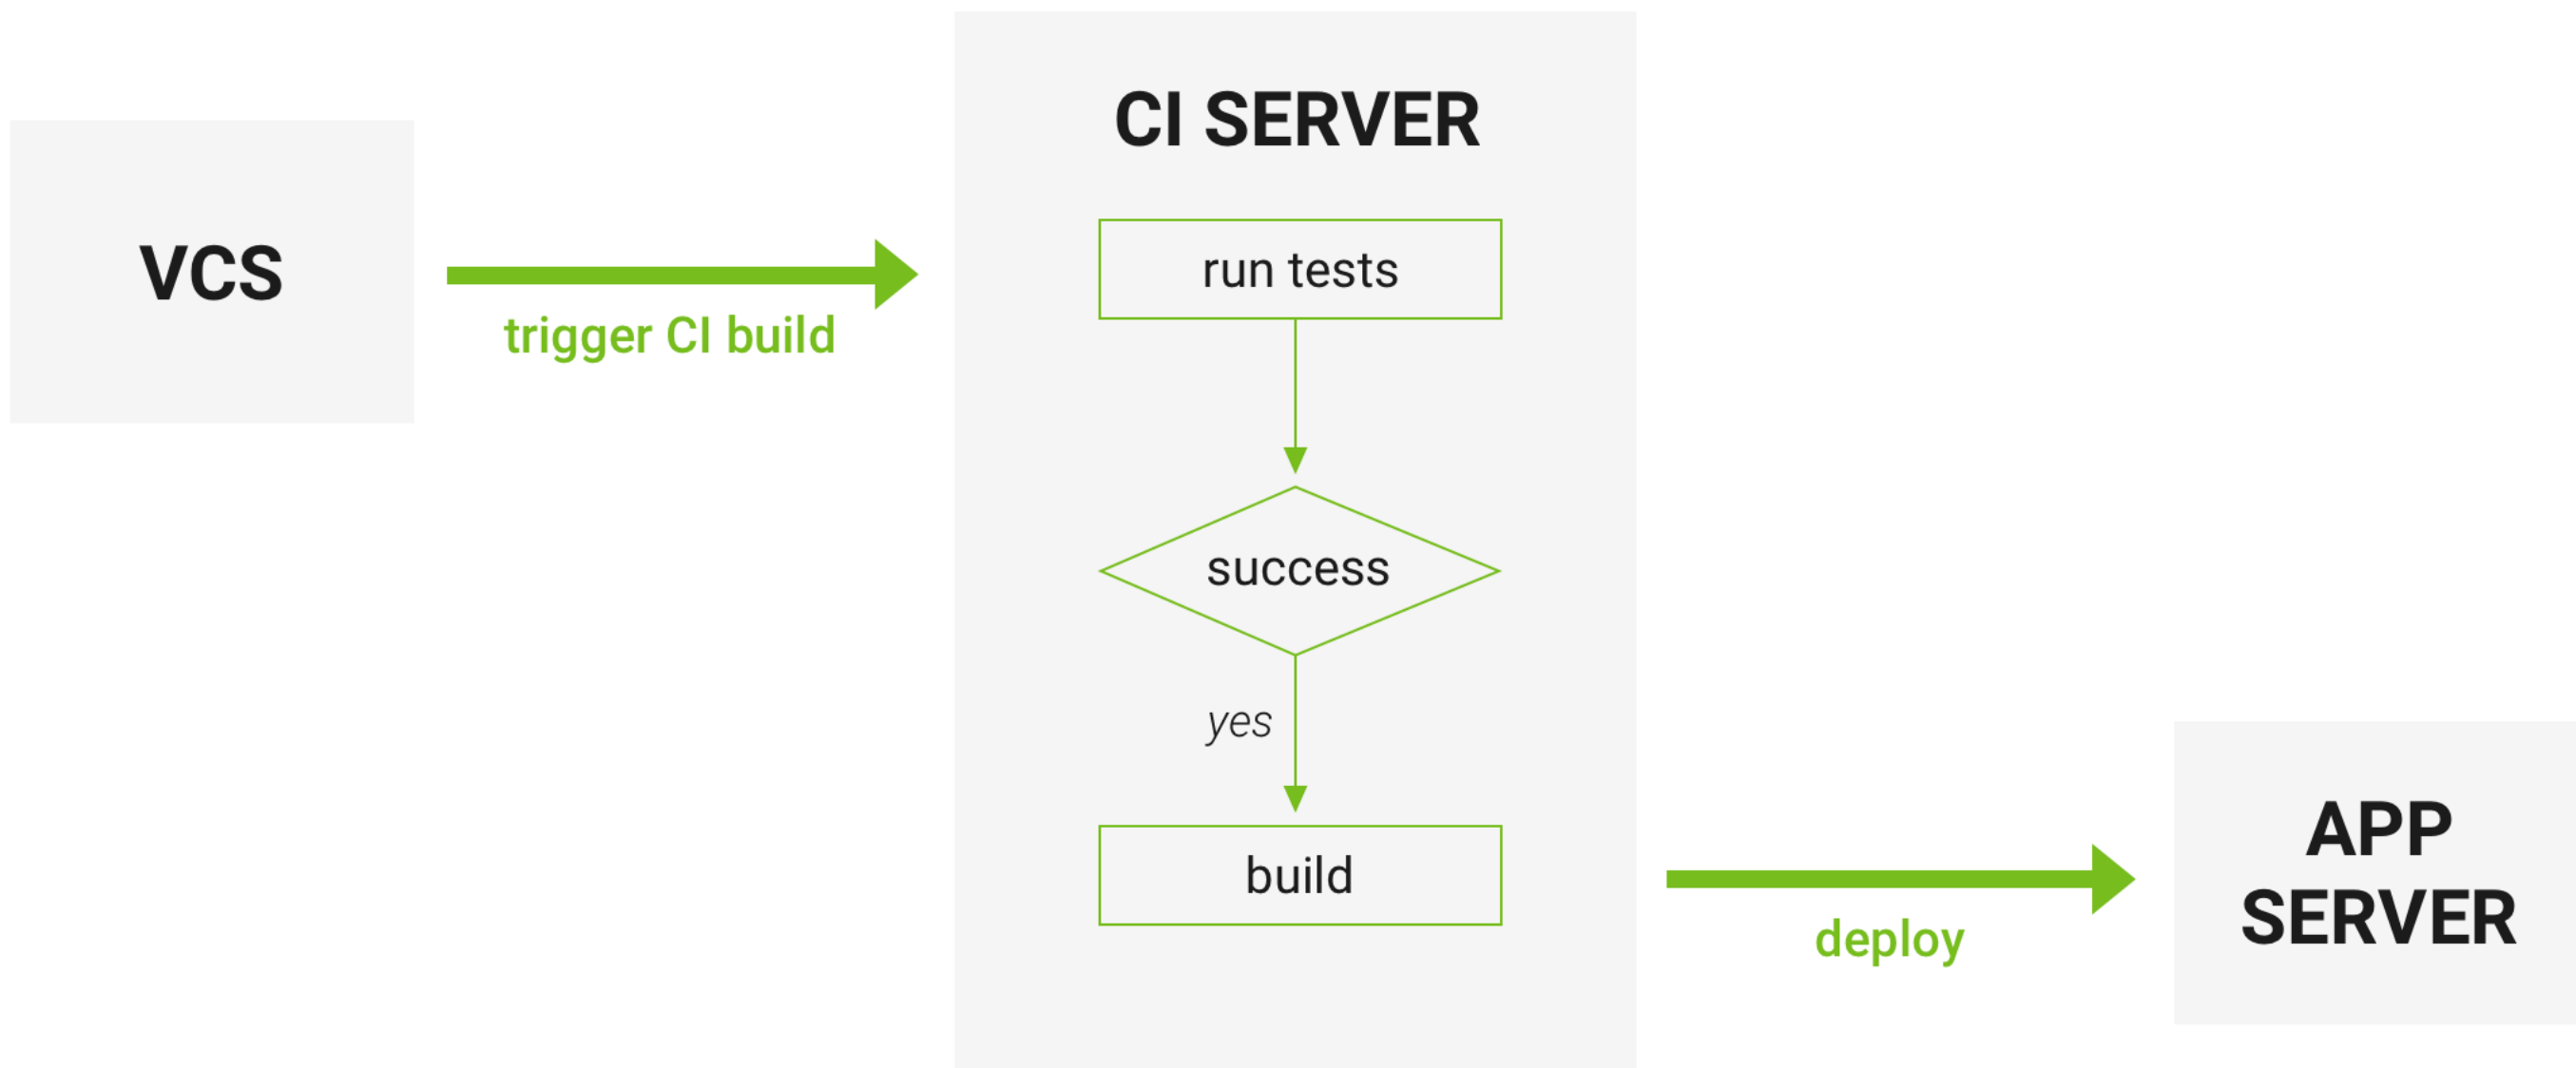 VCS
trigger CI build
CI SERVER
run tests
success
yes
build
deploy
APP
SERVER